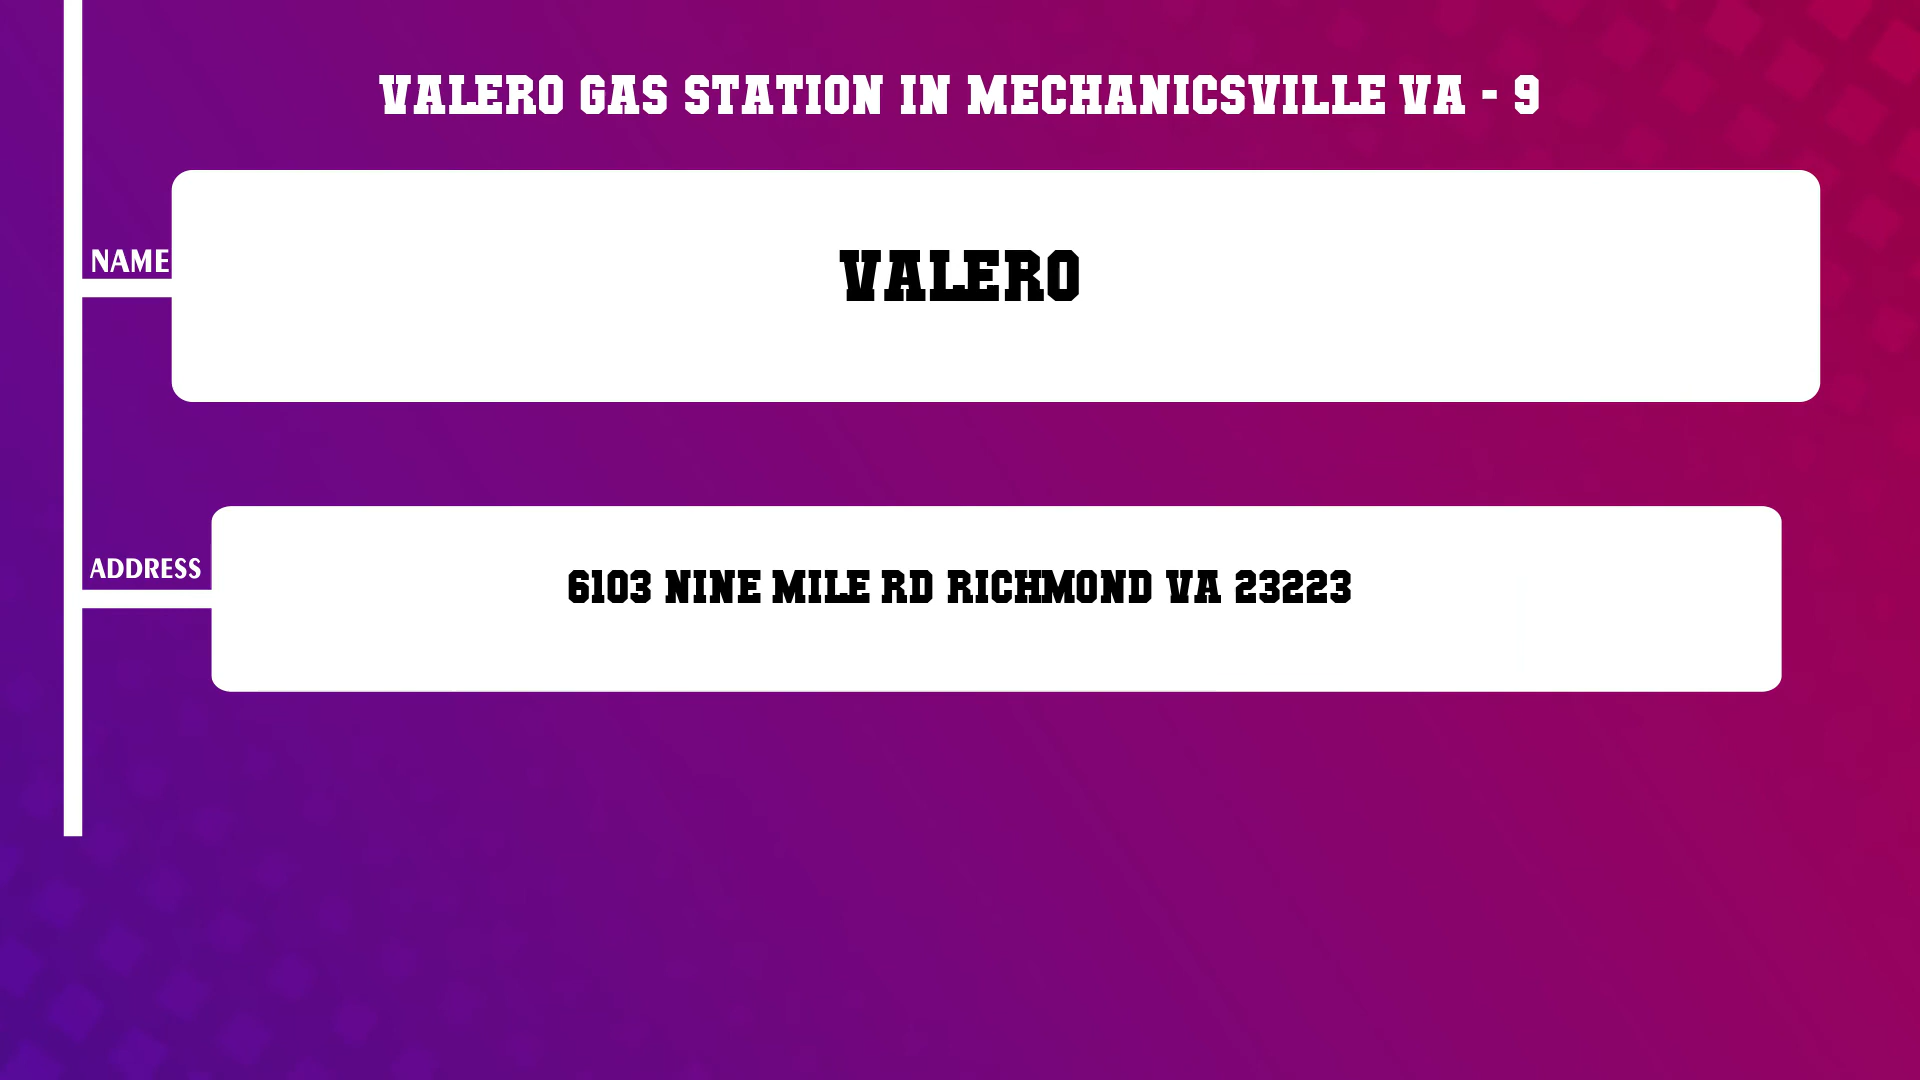 VALERO GAS STATION IN MECHANICSVILLE VA - 9
NAME
VALERO
ADDRESS
6103 NINE MILE RD RICHMOND VA 23223